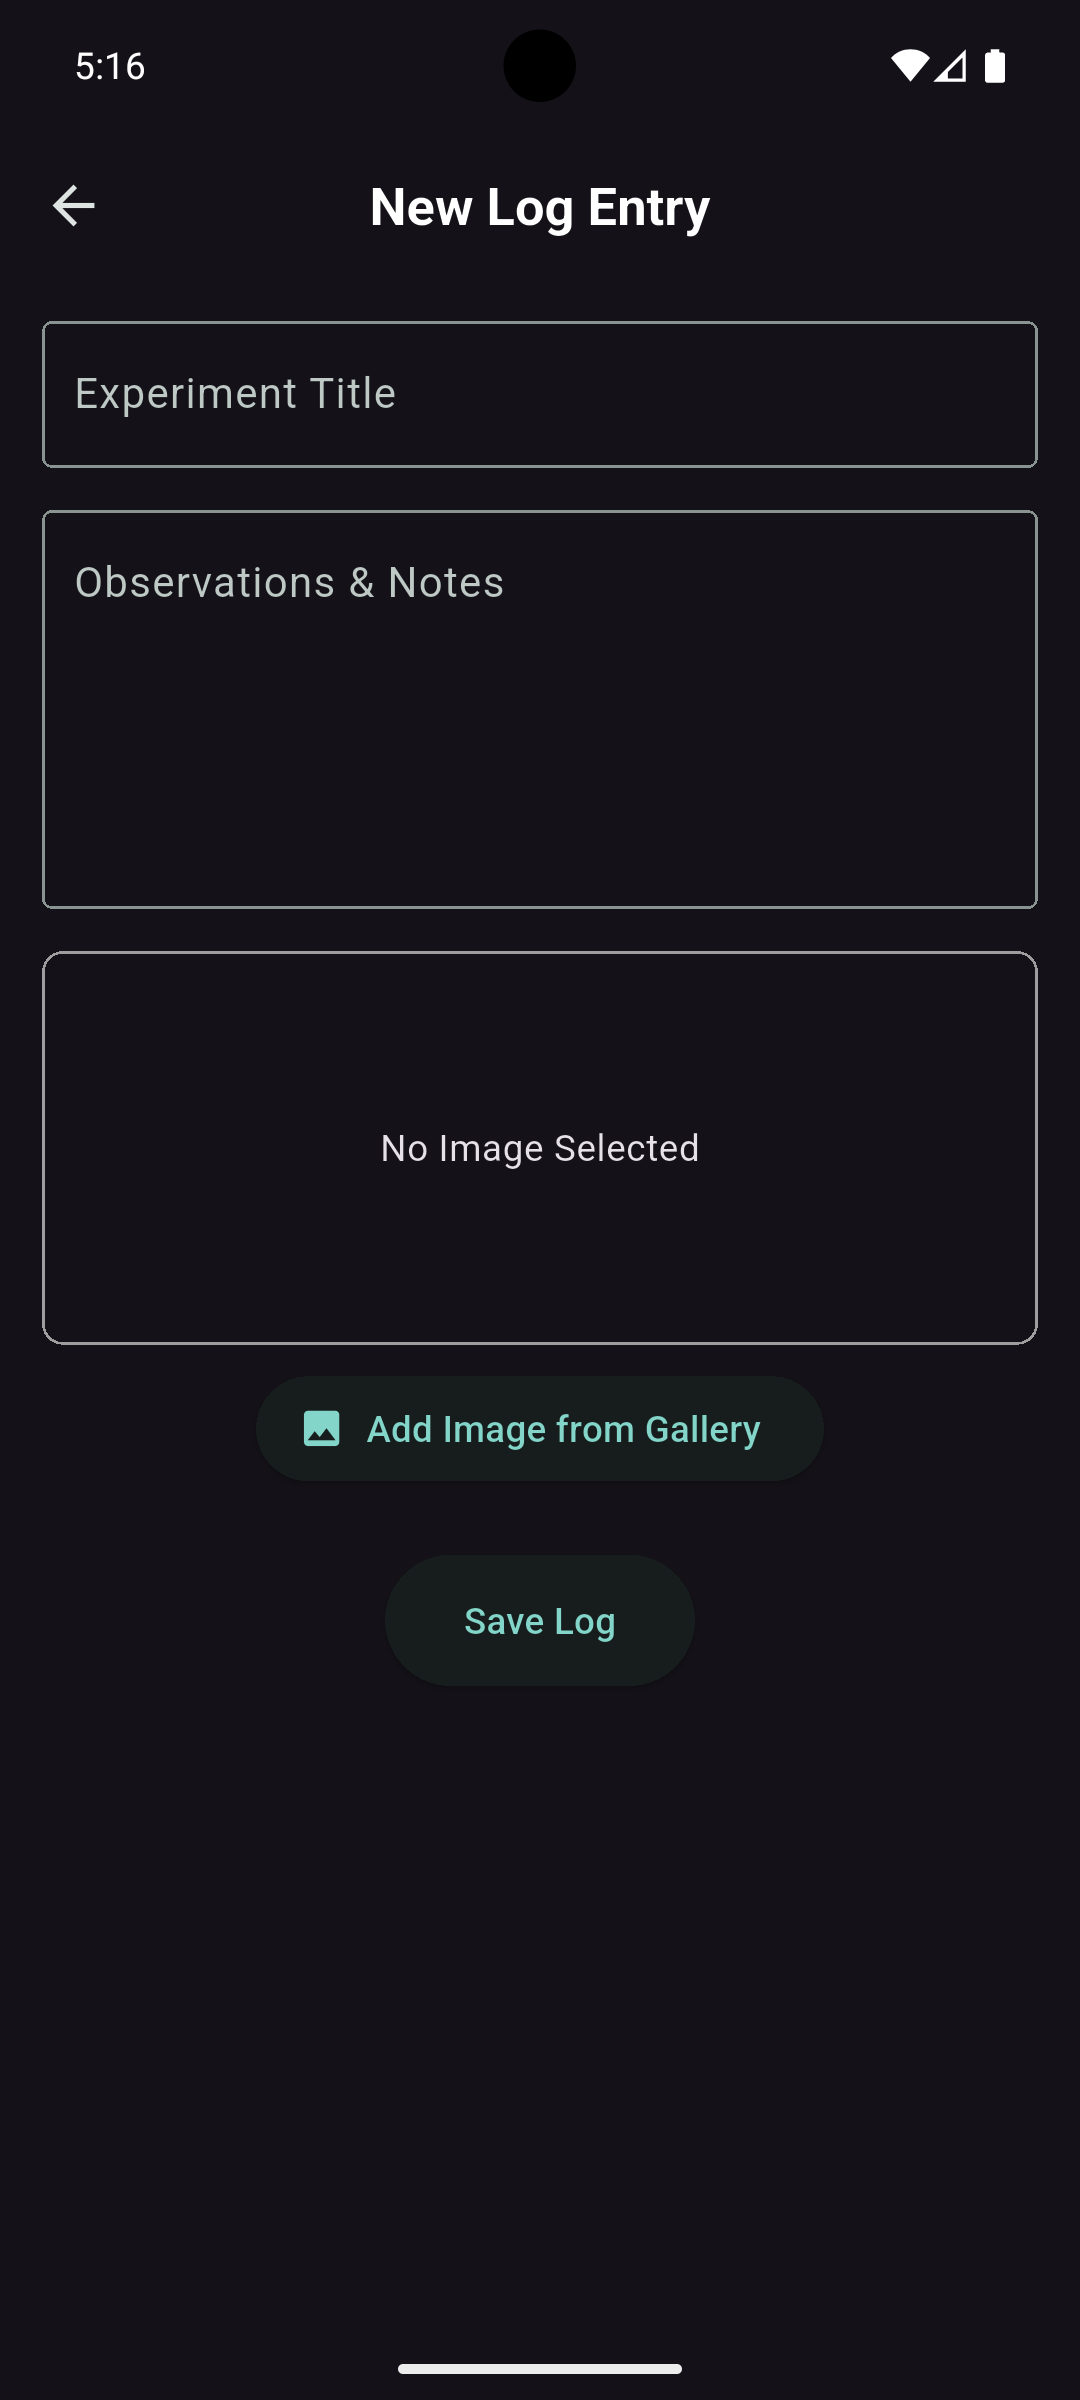 5:16
New Log Entry
Experiment Title
Observations & Notes
No Image Selected
Add Image from Gallery
Save Log